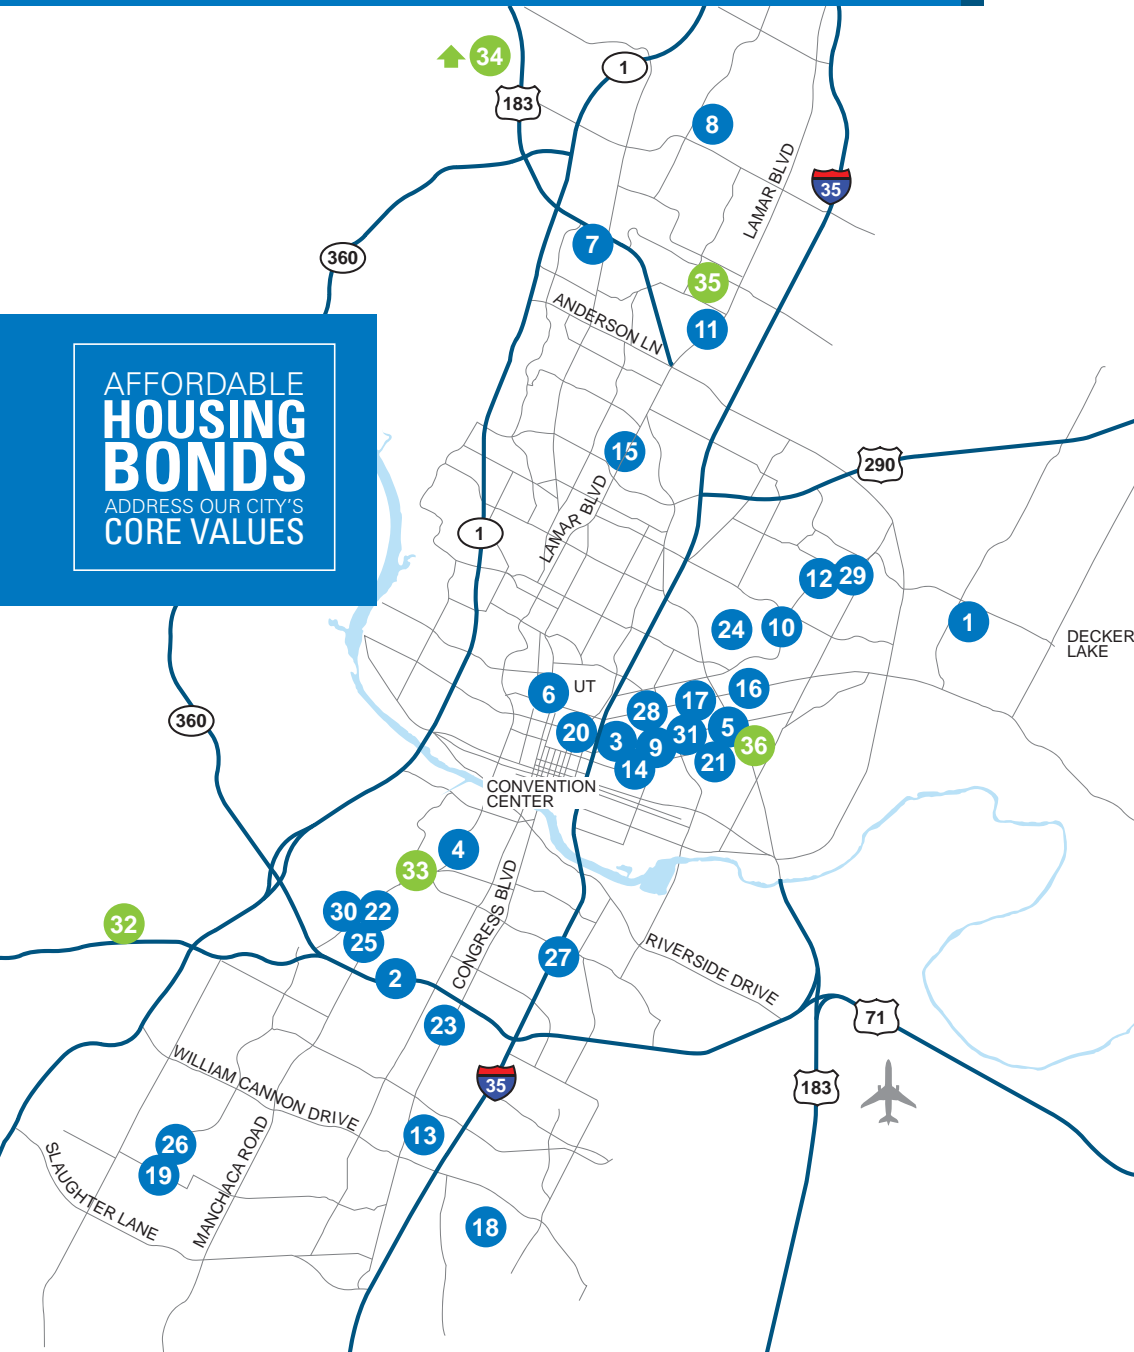 34
1
183
8
LAMAR BLVD
35
7
360
35
ANDERSON LN
11
AFFORDABLE
HOUSING
BONDS
ADDRESS OUR CITY'S
CORE VALUES
15
290
LAMAR BLVD
1
12
29
1
24
10
DECKER
LAKE
6
UT
16
17
28
360
20
3
9
31
5
36
14
21
CONVENTION
CENTER
4
33
CONGRESS BLVD
30
22
32
25
27
RIVERSIDE DRIVE
2
23
71
35
183
WILLIAM CANNON DRIVE
13
26
19
MANCHACA ROAD
SLAUGHTER LANE
18